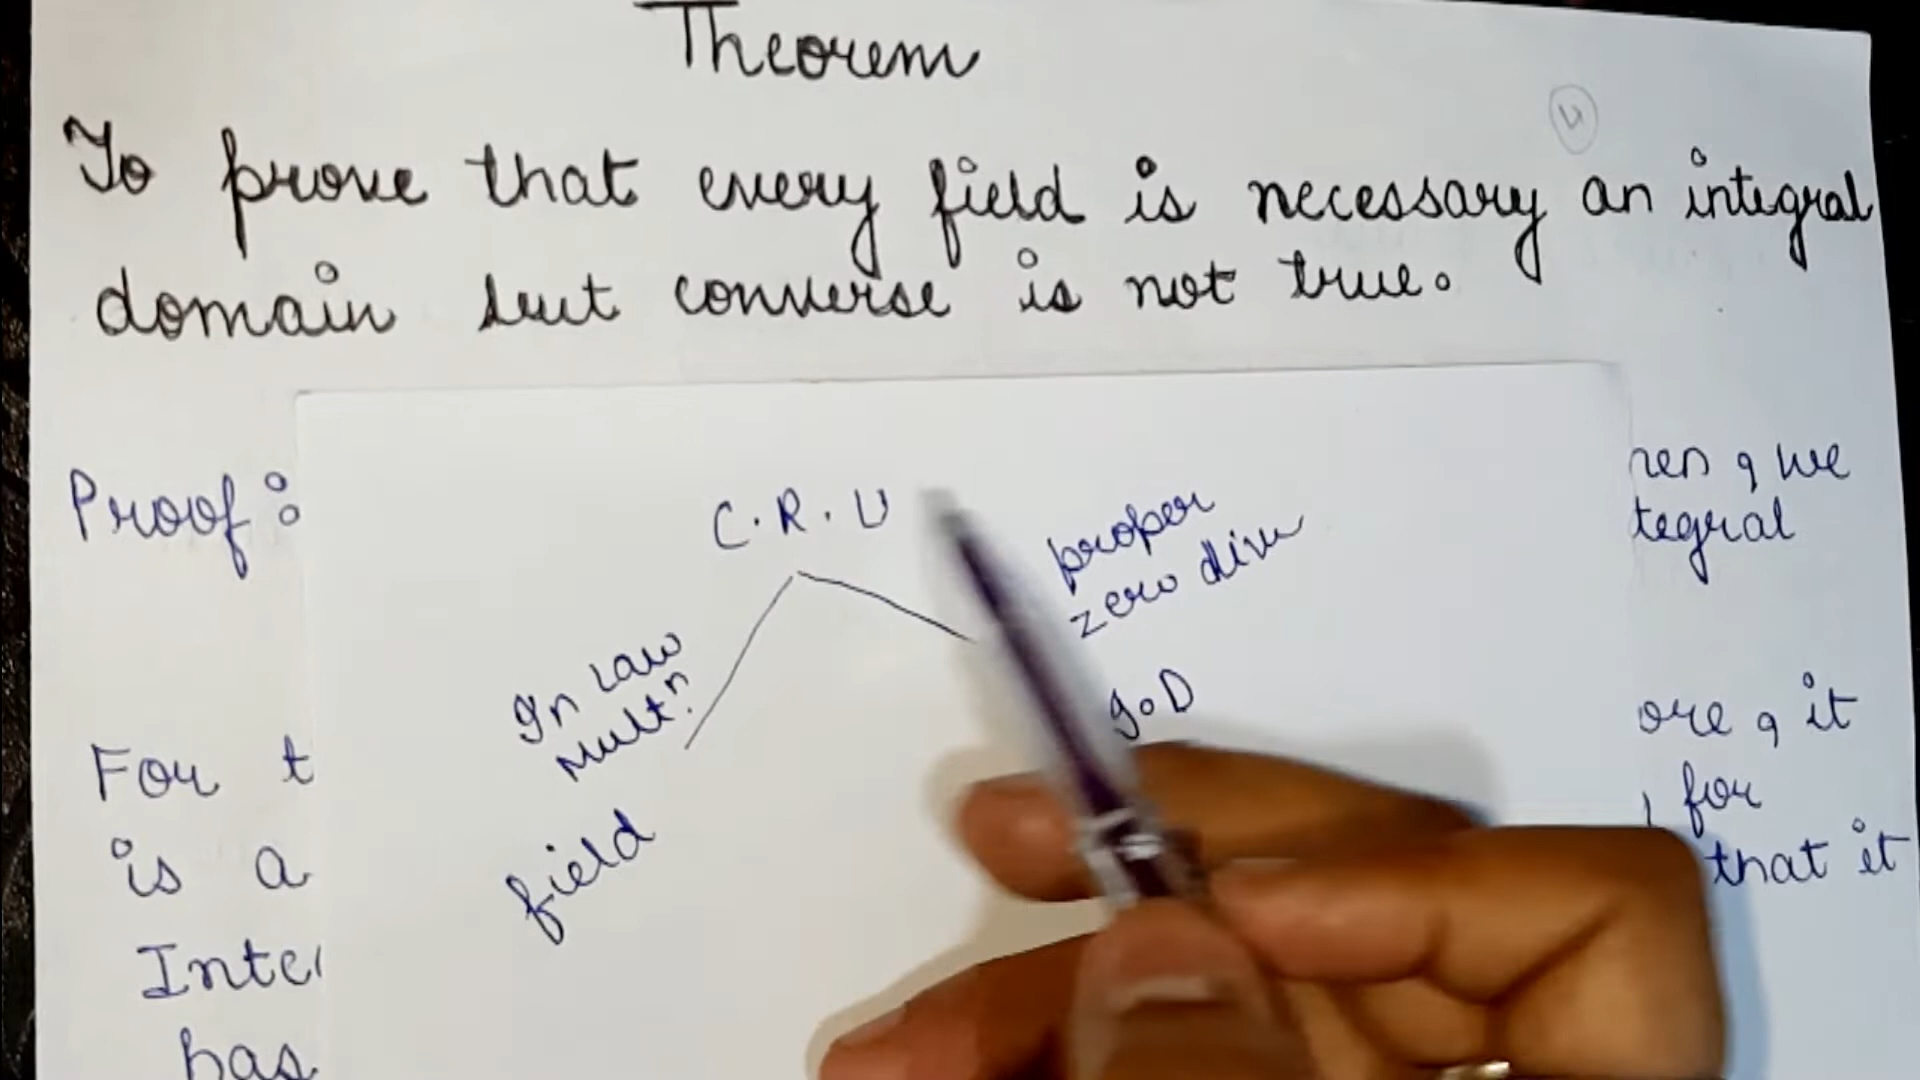 Theorem
4
To prove that every field is necessary an integral
domain but converse is not true.
Proof:
ren, we
tegral
C.R.U
proper
zero div
In Law
Multn.
I.D
field
For t
ore, it
for
is a
that it
Inte
has